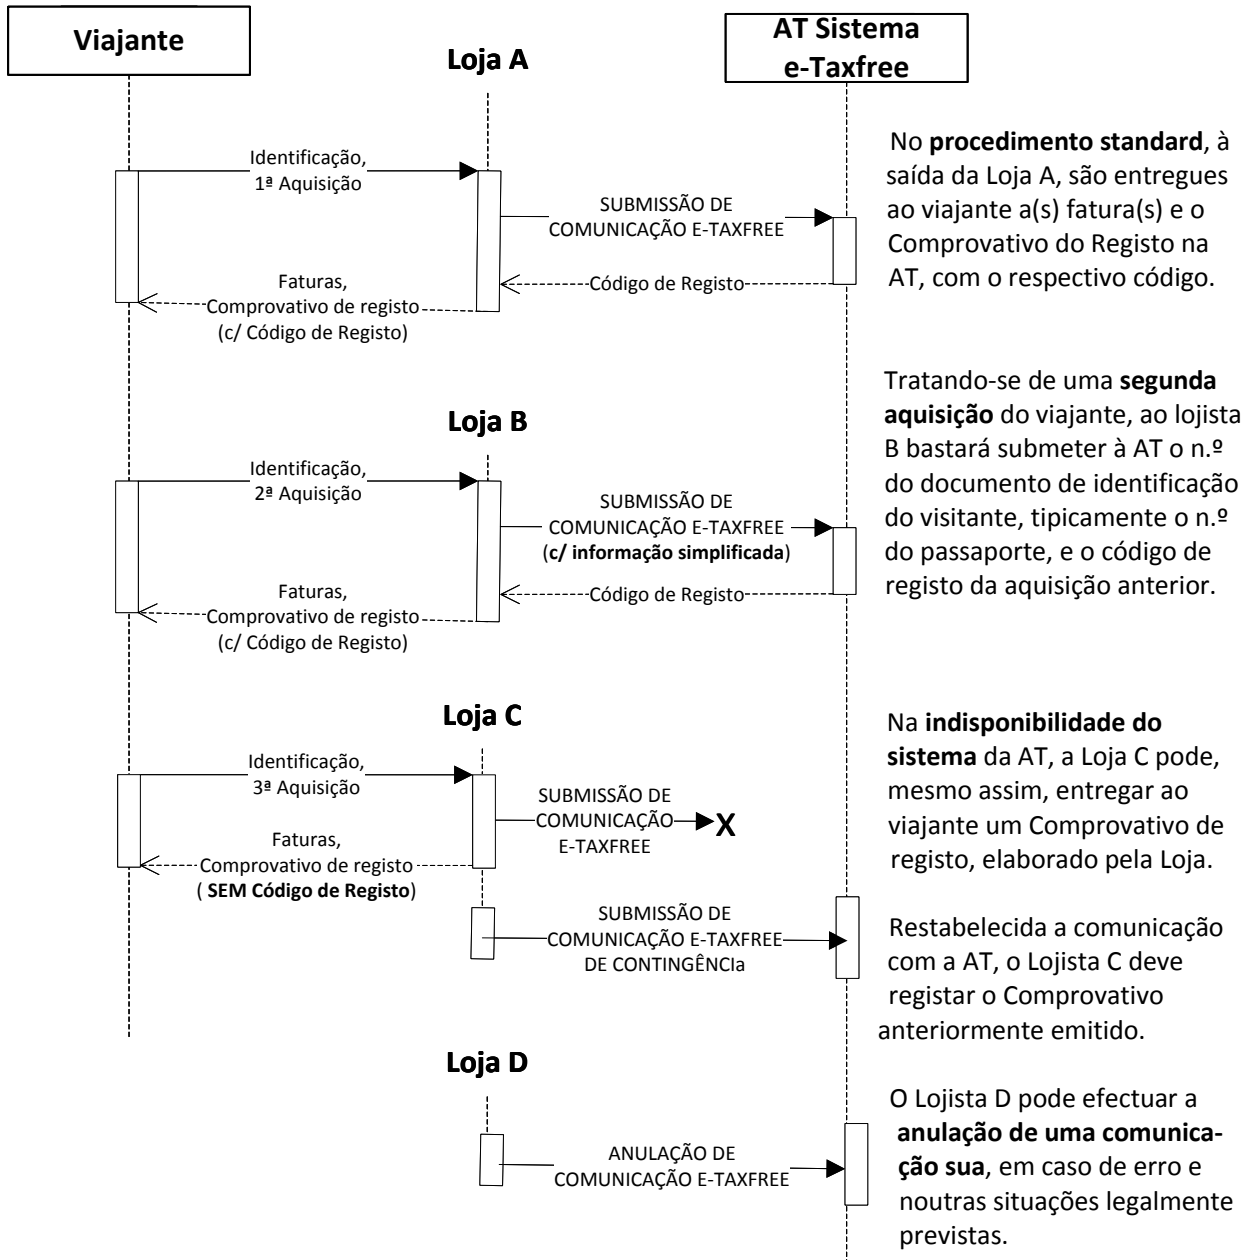 Viajante
Loja A
AT Sistema
e-Taxfree
Identificação,
1ª Aquisição
SUBMISSÃO DE
COMUNICAÇÃO E-TAXFREE
Código de Registo
Faturas,
Comprovativo de registo
(c/ Código de Registo)
No procedimento standard, à
saída da Loja A, são entregues
ao viajante a(s) fatura(s) e o
Comprovativo do Registo na
AT, com o respectivo código.
Loja B
Identificação,
2ª Aquisição
SUBMISSÃO DE
COMUNICAÇÃO E-TAXFREE
(c/ informação simplificada)
Código de Registo
Faturas,
Comprovativo de registo
(c/ Código de Registo)
Tratando-se de uma segunda
aquisição do viajante, ao lojista
B bastará submeter à AT o n.º
do documento de identificação
do visitante, tipicamente o n.º
do passaporte, e o código de
registo da aquisição anterior.
Loja C
Identificação,
3ª Aquisição
SUBMISSÃO DE
COMUNICAÇÃO
E-TAXFREE
X
Faturas,
Comprovativo de registo
( SEM Código de Registo)
SUBMISSÃO DE
COMUNICAÇÃO E-TAXFREE
DE CONTINGÊNCIa
Na indisponibilidade do
sistema da AT, a Loja C pode,
mesmo assim, entregar ao
viajante um Comprovativo de
registo, elaborado pela Loja.
Restabelecida a comunicação
com a AT, o Lojista C deve
registar o Comprovativo
anteriormente emitido.
Loja D
ANULAÇÃO DE
COMUNICAÇÃO E-TAXFREE
O Lojista D pode efectuar a
anulação de uma comunica-
ção sua, em caso de erro e
noutras situações legalmente
previstas.